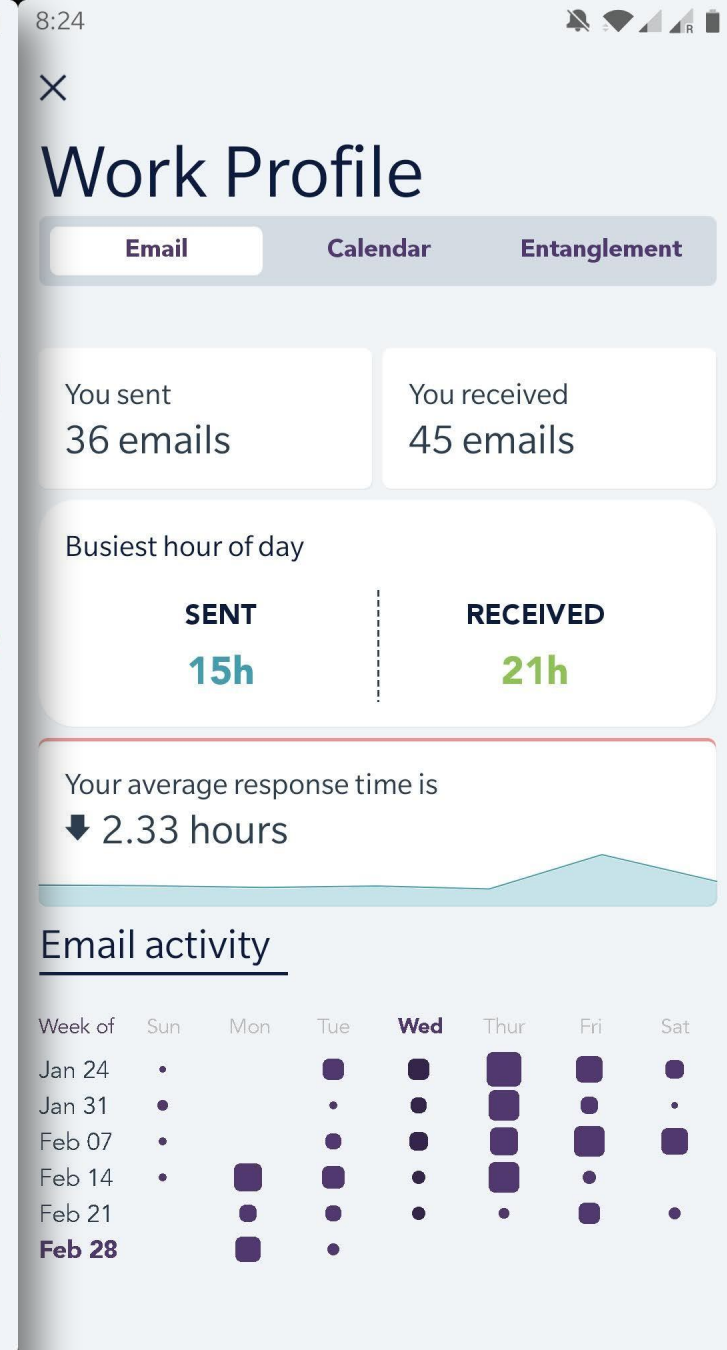 8:24
R
Work Profile
Email Calendar Entanglement
You sent You received
36 emails 45 emails
Busiest hour of day
SENT RECEIVED
15h 21h
Your average response time is
2.33 hours
Email activity
Week of Sun Mon Tue Wed Thur Fri Sat
Jan 24
Jan 31
Feb 07
Feb 14
Feb 21
Feb 28